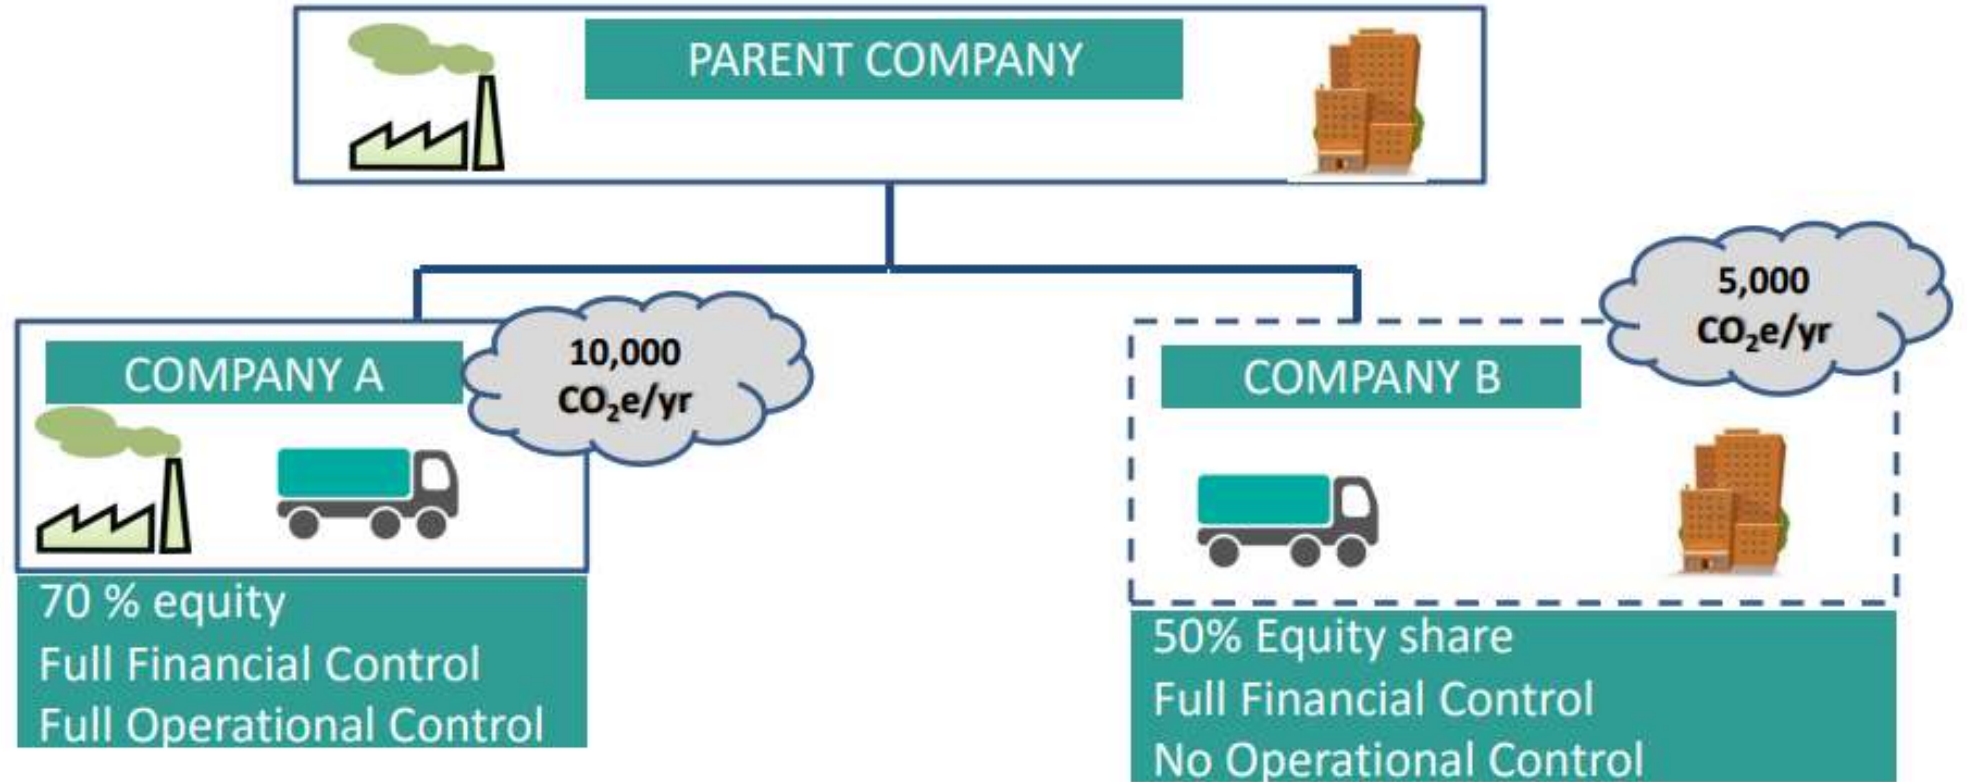 PARENT COMPANY
COMPANY A
10,000
CO₂e/yr
70 % equity
Full Financial Control
Full Operational Control
5,000
CO₂e/yr
COMPANY B
50% Equity share
Full Financial Control
No Operational Control